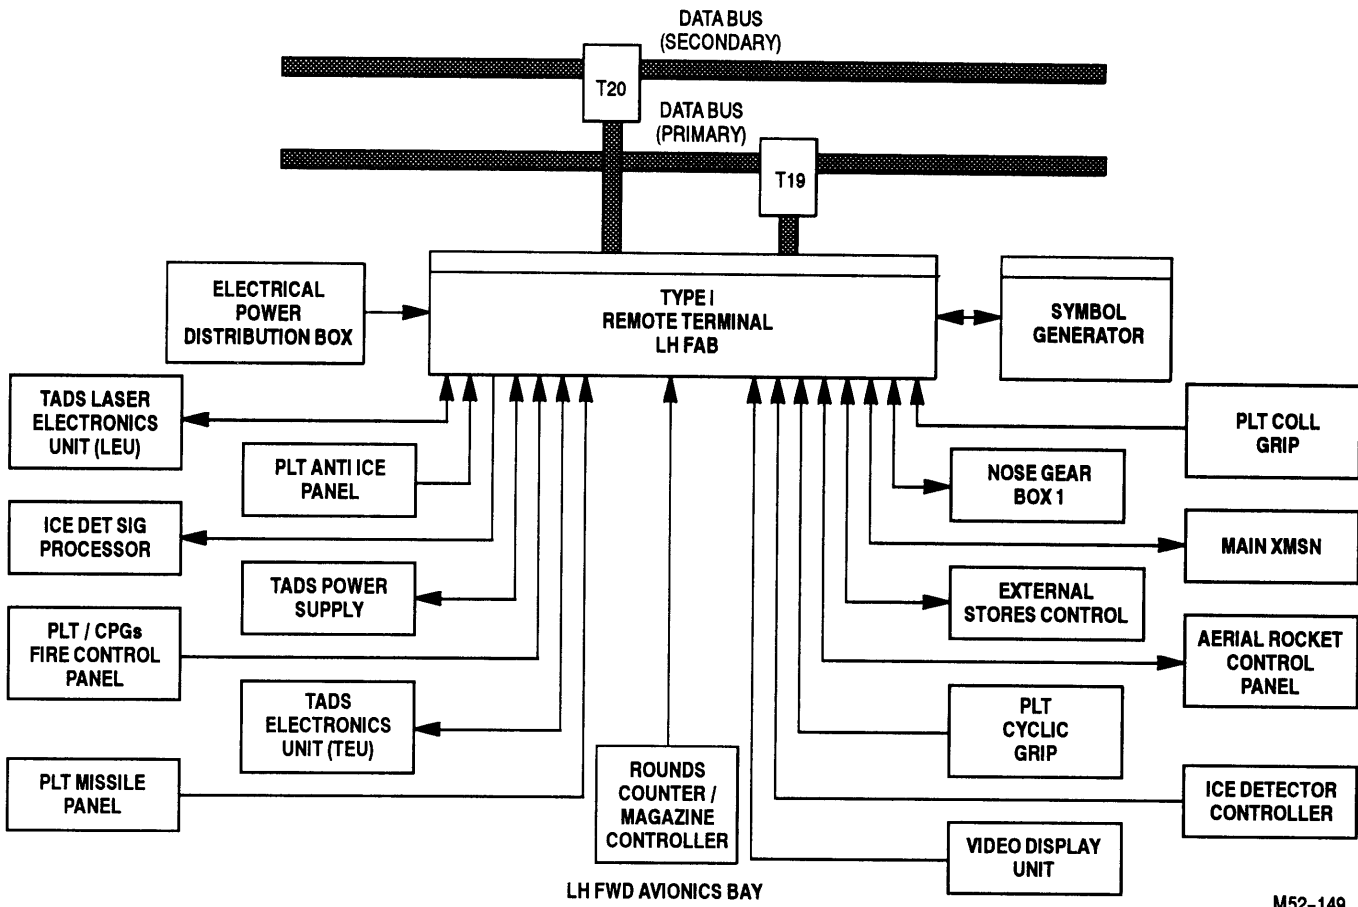 DATA BUS
(SECONDARY)
T20
DATA BUS
(PRIMARY)
T19
ELECTRICAL
POWER
DISTRIBUTION BOX
TYPE I
REMOTE TERMINAL
LH FAB
SYMBOL
GENERATOR
TADS LASER
ELECTRONICS
UNIT (LEU)
PLT ANTI ICE
PANEL
ICE DET SIG
PROCESSOR
TADS POWER
SUPPLY
PLT / CPGs
FIRE CONTROL
PANEL
TADS
ELECTRONICS
UNIT (TEU)
PLT MISSILE
PANEL
ROUNDS
COUNTER /
MAGAZINE
CONTROLLER
PLT COLL
GRIP
NOSE GEAR
BOX 1
MAIN XMSN
EXTERNAL
STORES CONTROL
AERIAL ROCKET
CONTROL
PANEL
PLT
CYCLIC
GRIP
ICE DETECTOR
CONTROLLER
VIDEO DISPLAY
UNIT
LH FWD AVIONICS BAY
M52-149